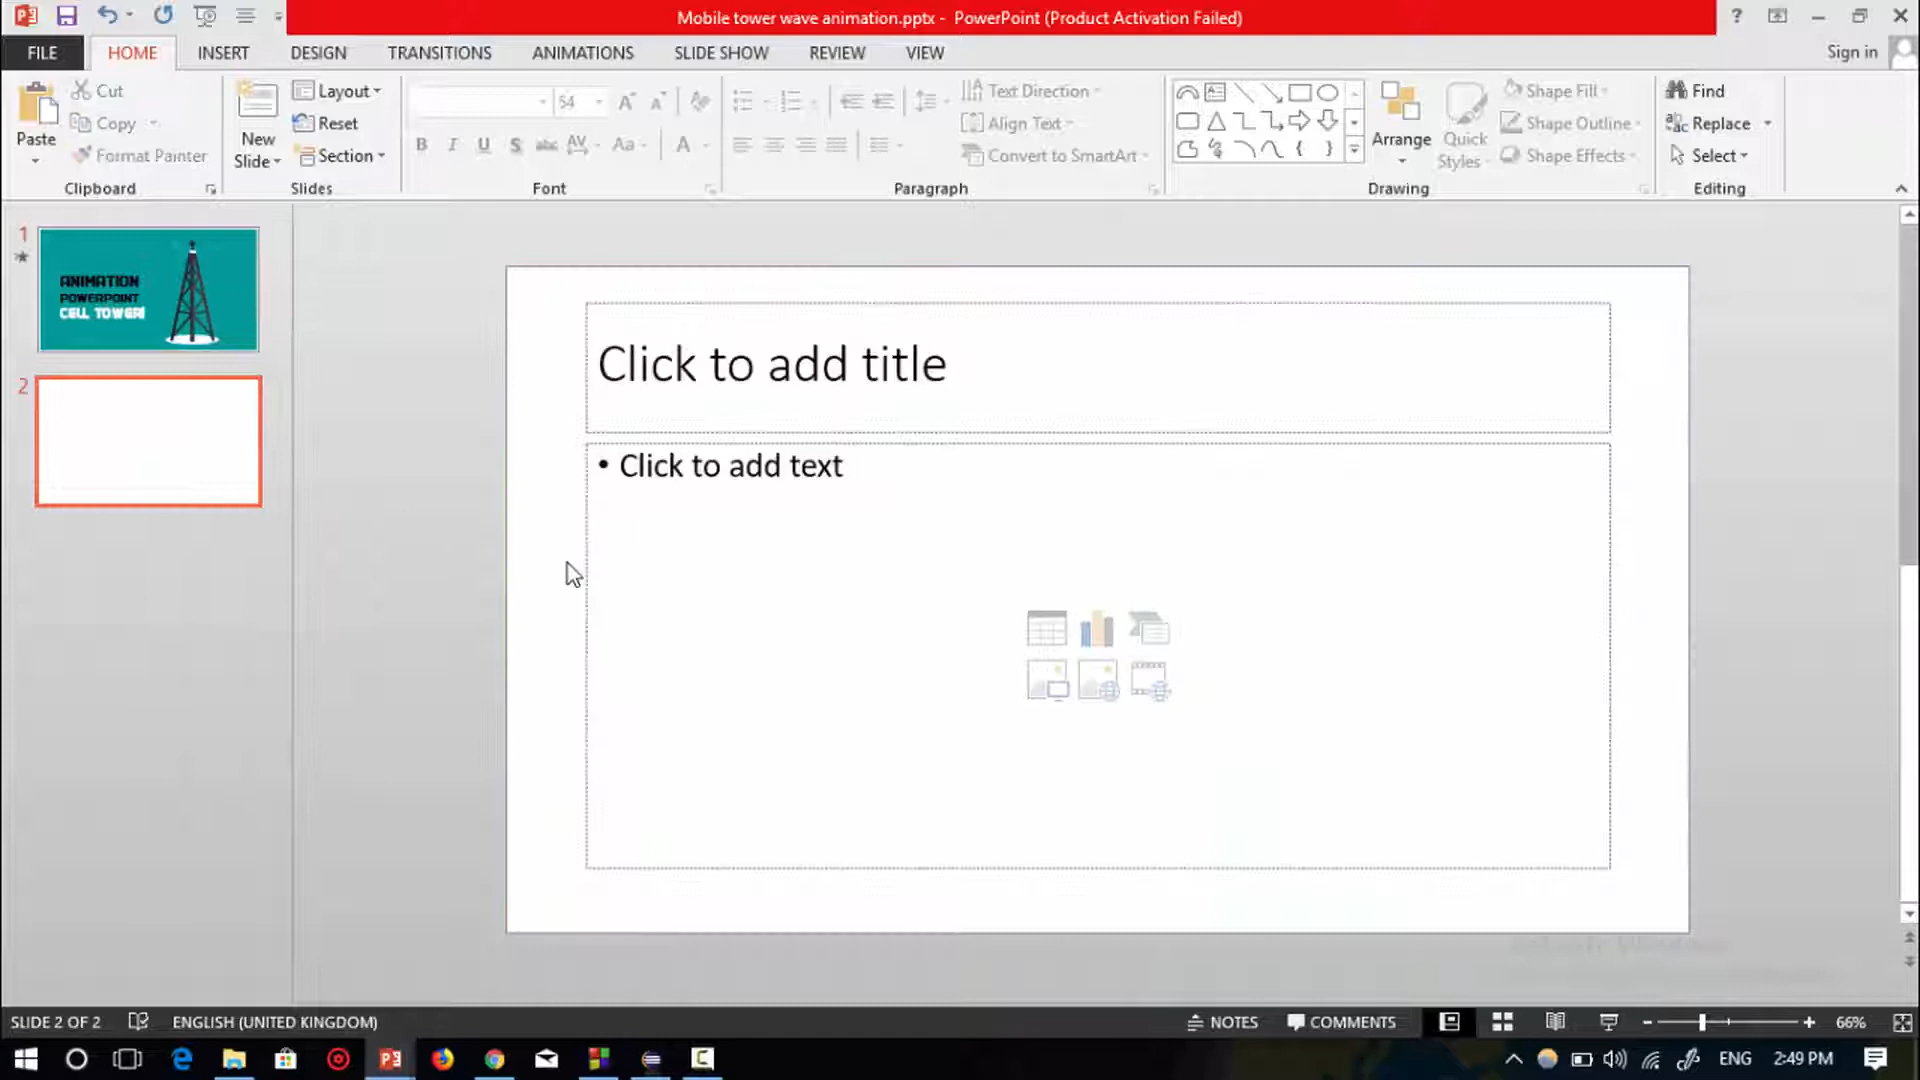 Mobile tower wave animation.pptx - PowerPoint (Product Activation Failed)
?
FILE HOME INSERT DESIGN TRANSITIONS ANIMATIONS SLIDE SHOW REVIEW VIEW Sign in
Paste
Cut
Copy
Format Painter
Clipboard
New
Slide
Layout
Reset
Section
Slides
54
B I U S abc AV Aa A
Font
Text Direction
Align Text
Convert to SmartArt
Paragraph
Arrange
Quick
Styles
Shape Fill
Shape Outline
Shape Effects
Drawing
Find
Replace
Select
Editing
1
ANIMATION
POWERPOINT
CELL TOWER
2
Click to add title
• Click to add text
SLIDE 2 OF 2 ENGLISH (UNITED KINGDOM) NOTES COMMENTS 66%
ENG 2:49 PM